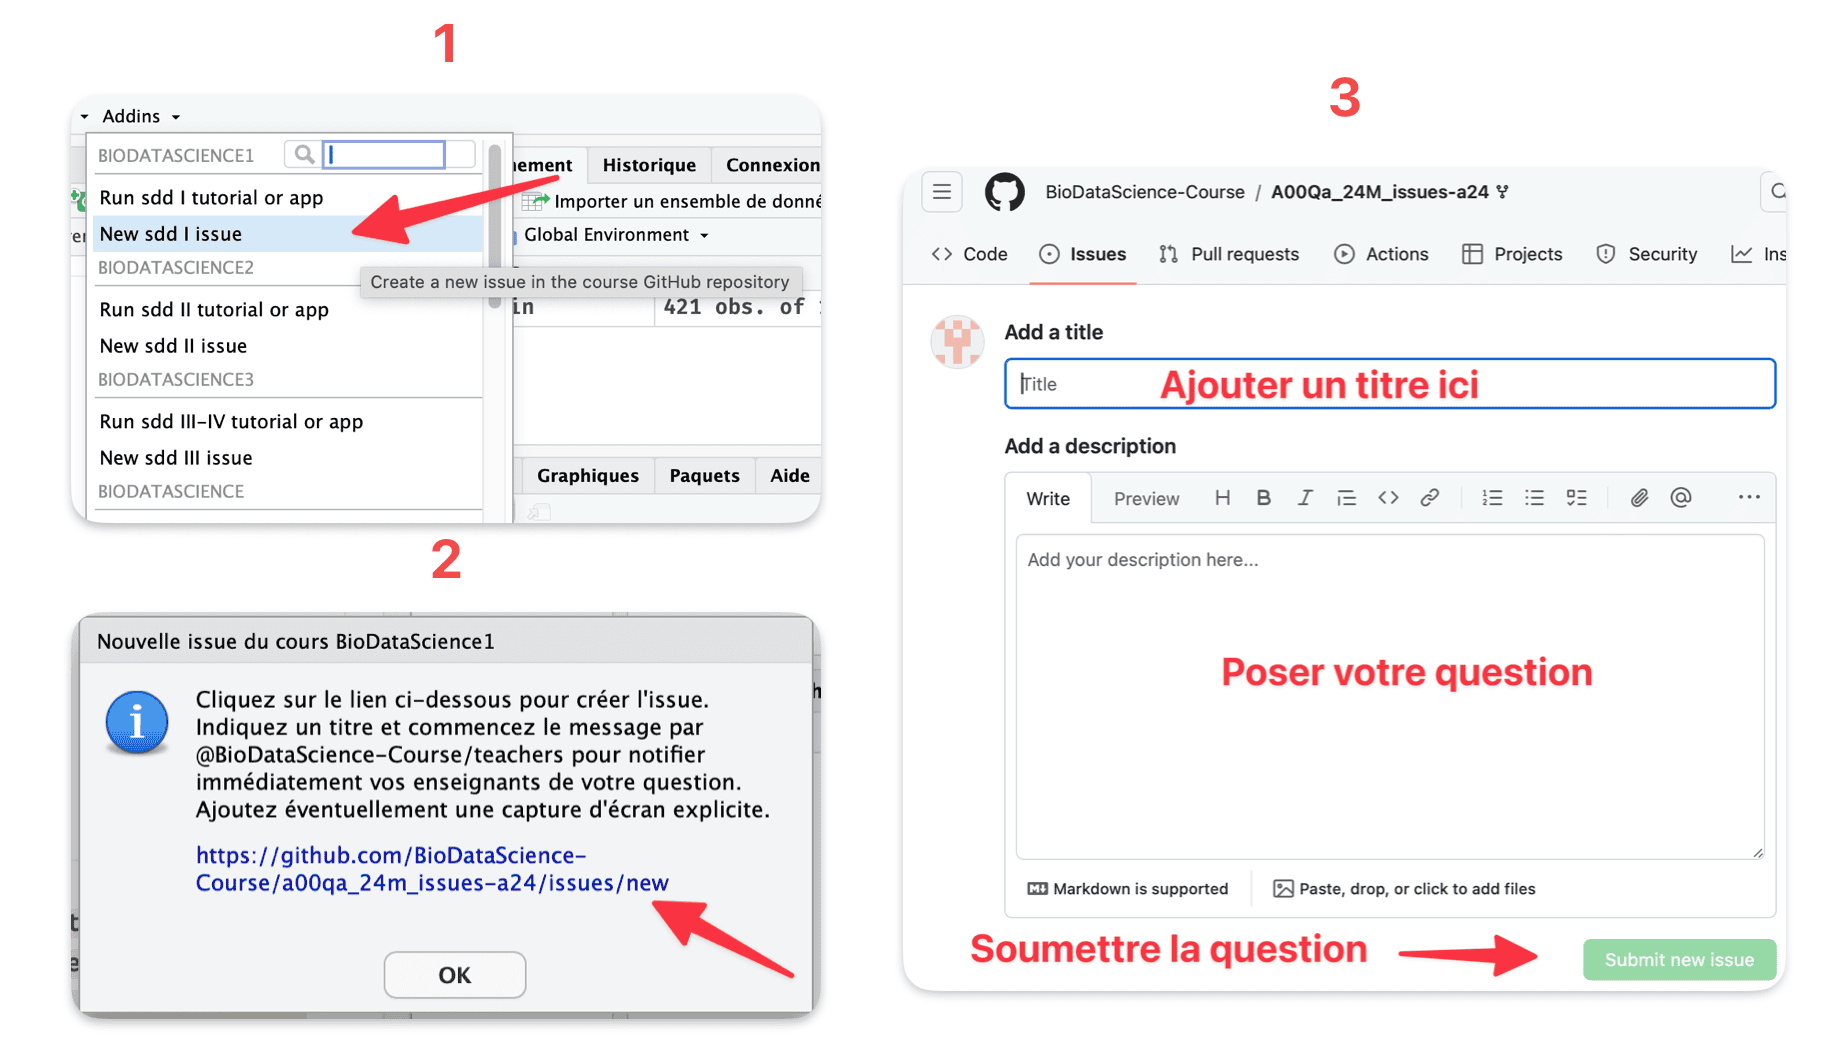 1
Addins
BIODATASCIENCE1
Run sdd I tutorial or app
New sdd I issue
BIODATASCIENCE2
Run sdd II tutorial or app
New sdd II issue
BIODATASCIENCE3
Run sdd III-IV tutorial or app
New sdd III issue
BIODATASCIENCE
Historique
Connexion
Importer un ensemble de donné
Global Environment
Create a new issue in the course GitHub repository
421 obs. of
Graphiques
Paquets
Aide
2
Nouvelle issue du cours BioDataScience1
Cliquez sur le lien ci-dessous pour créer l'issue.
Indiquez un titre et commencez le message par
@BioDataScience-Course/teachers pour notifier
immédiatement vos enseignants de votre question.
Ajoutez éventuellement une capture d'écran explicite.
https://github.com/BioDataScience-
Course/a00qa_24m_issues-a24/issues/new
OK
3
BioDataScience-Course / A00Qa_24M_issues-a24
Code
Issues
Pull requests
Actions
Projects
Security
Ins
Add a title
Title
Ajouter un titre ici
Add a description
Write
Preview
Add your description here...
Poser votre question
Markdown is supported
Paste, drop, or click to add files
Soumettre la question
Submit new issue